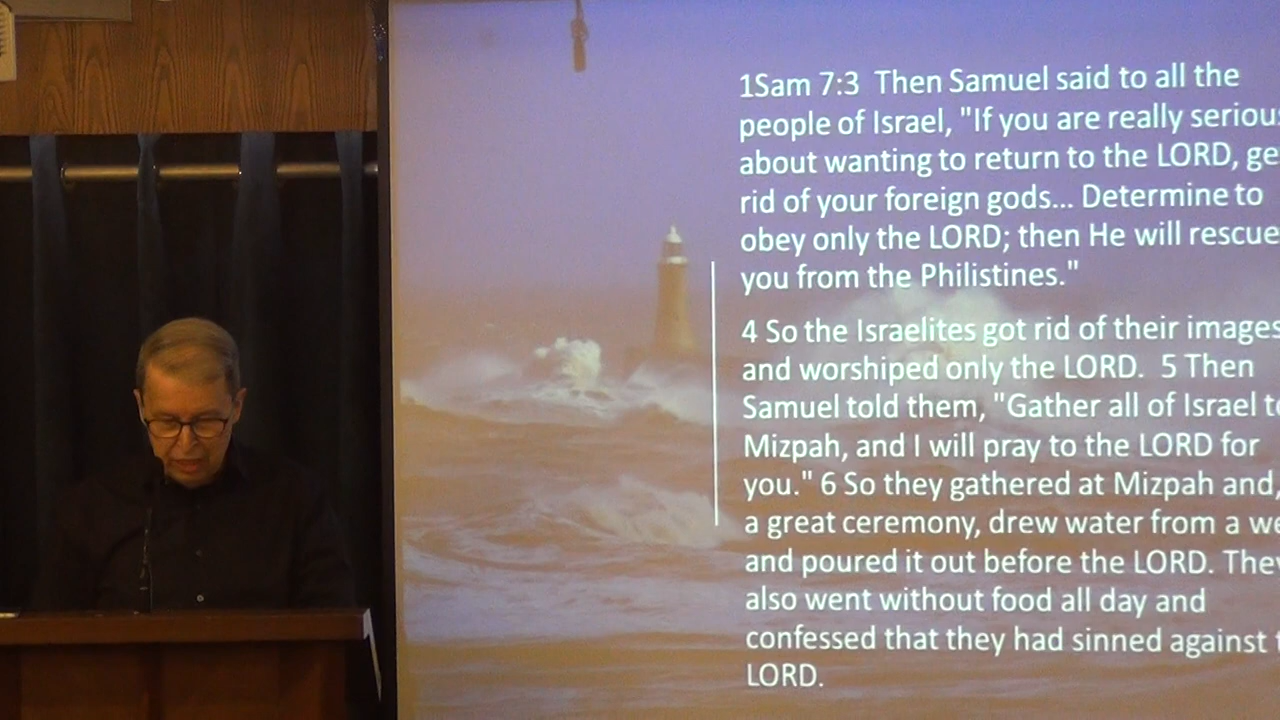 1Sam 7:3 Then Samuel said to all the
people of Israel, "If you are really
about wanting to return to the LORD,
rid of your foreign gods... Determine to
obey only the LORD; then He will rescue
you from the Philistines."
4 So the Israelites got rid of their images
and worshiped only the LORD. 5 Then
Samuel told them, "Gather all of Israel
Mizpah, and I will pray to the LORD for
you." 6 So they gathered at Mizpah and,
a great ceremony, drew water from a
and poured it out before the LORD.
also went without food all day and
confessed that they had sinned against
LORD.